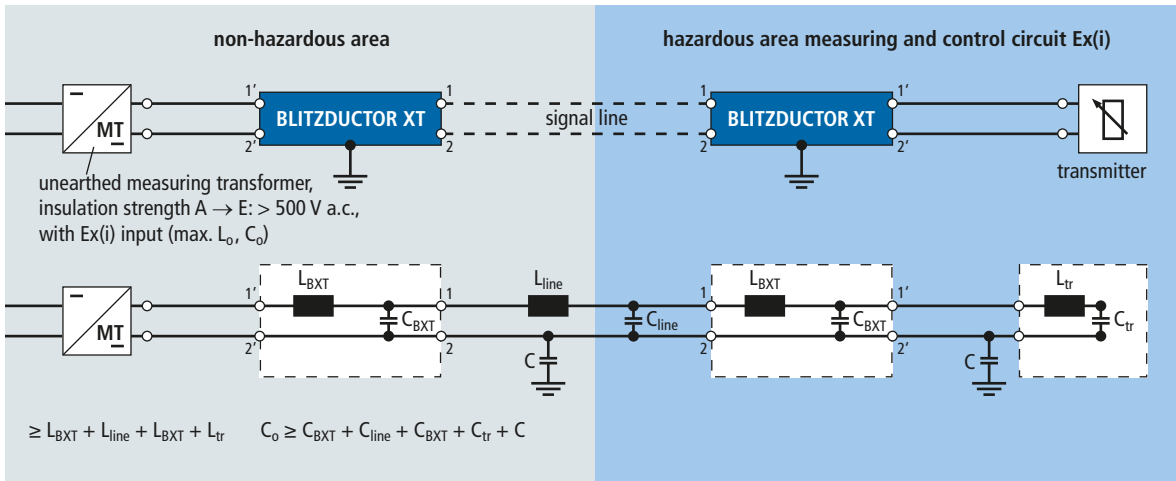 non-hazardous area
hazardous area measuring and control circuit Ex(i)
MT
1’
2’
BLITZDUCTOR XT
1
2
signal line
1
2
BLITZDUCTOR XT
1’
2’
transmitter
unearthed measuring transformer,
insulation strength A → E: > 500 V a.c.,
with Ex(i) input (max. Lo, Co)
MT
1’
2’
LBXT
CBXT
1
2
Lline
C
Cline
1
2
LBXT
CBXT
1’
2’
C
Ltr
Ctr
≥ LBXT + Lline + LBXT + Ltr
Co ≥ CBXT + Cline + CBXT + Ctr + C